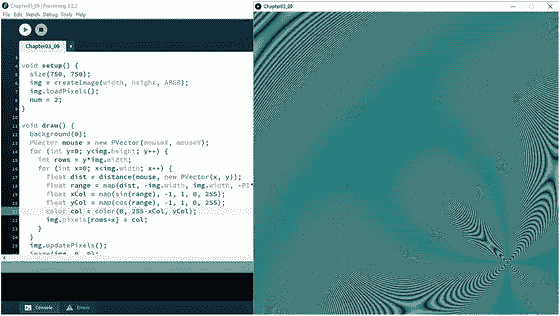 Chapter03_09 | Processing 3.2.3
File Edit Sketch Debug Tools Help
Chapter03_09
void setup() {
size(750, 750);
img = createImage(width, height, ARGB);
img.loadPixels();
num = 2;
}
void draw() {
background(0);
PVector mouse = new PVector(mouseX, mouseY);
for (int y=0; y<img.height; y++) {
int rows = y*img.width;
for (int x=0; x<img.width; x++) {
float dist = distance(mouse, new PVector(x, y));
float range = map(dist, -img.width, img.width, -PI*
float xCol = map(sin(range), -1, 1, 0, 255);
float yCol = map(cos(range), -1, 1, 0, 255);
color col = color(0, 255-xCol, yCol);
img.pixels[rows+x] = col;
}
}
img.updatePixels();
image(img, 0, 0);
Console Errors
Chapter03_09